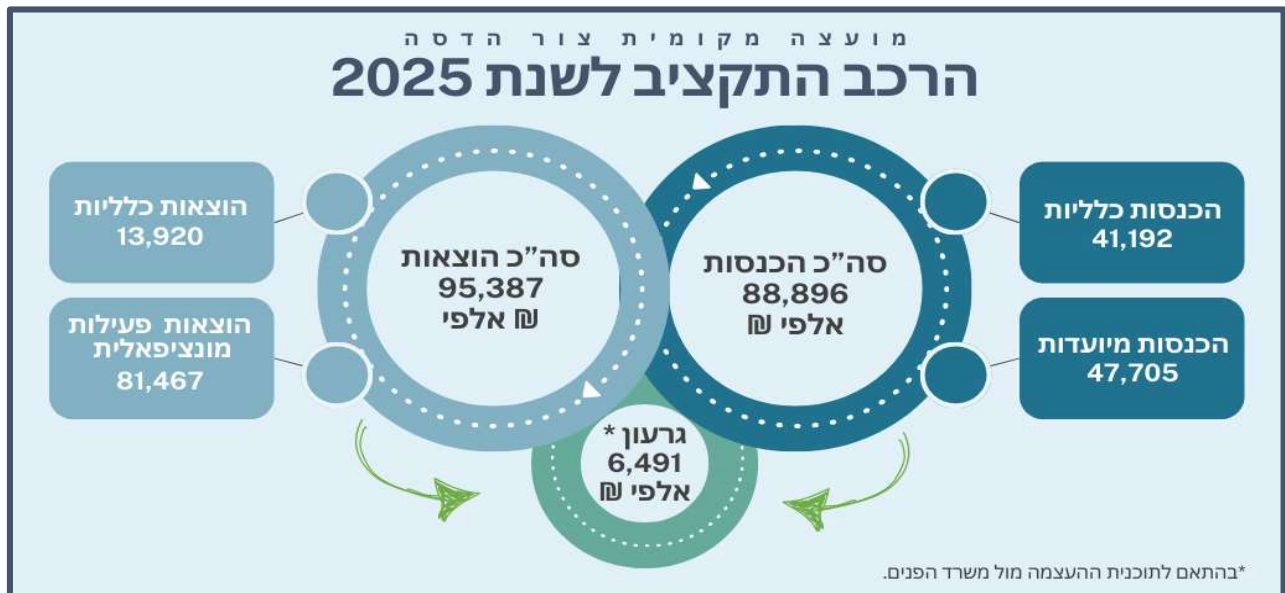 מועצה מקומית צור הדסה
הרכב התקציב לשנת 2025
הכנסות כלליות
41,192
הכנסות מיועדות
47,705
סה"כ הכנסות
88,896
אלפי ₪
סה"כ הוצאות
95,387
אלפי ₪
הוצאות כלליות
13,920
הוצאות פעילות
מונציפאלית
81,467
גרעון *
6,491
אלפי ₪
*בהתאם לתוכנית ההעצמה מול משרד הפנים.